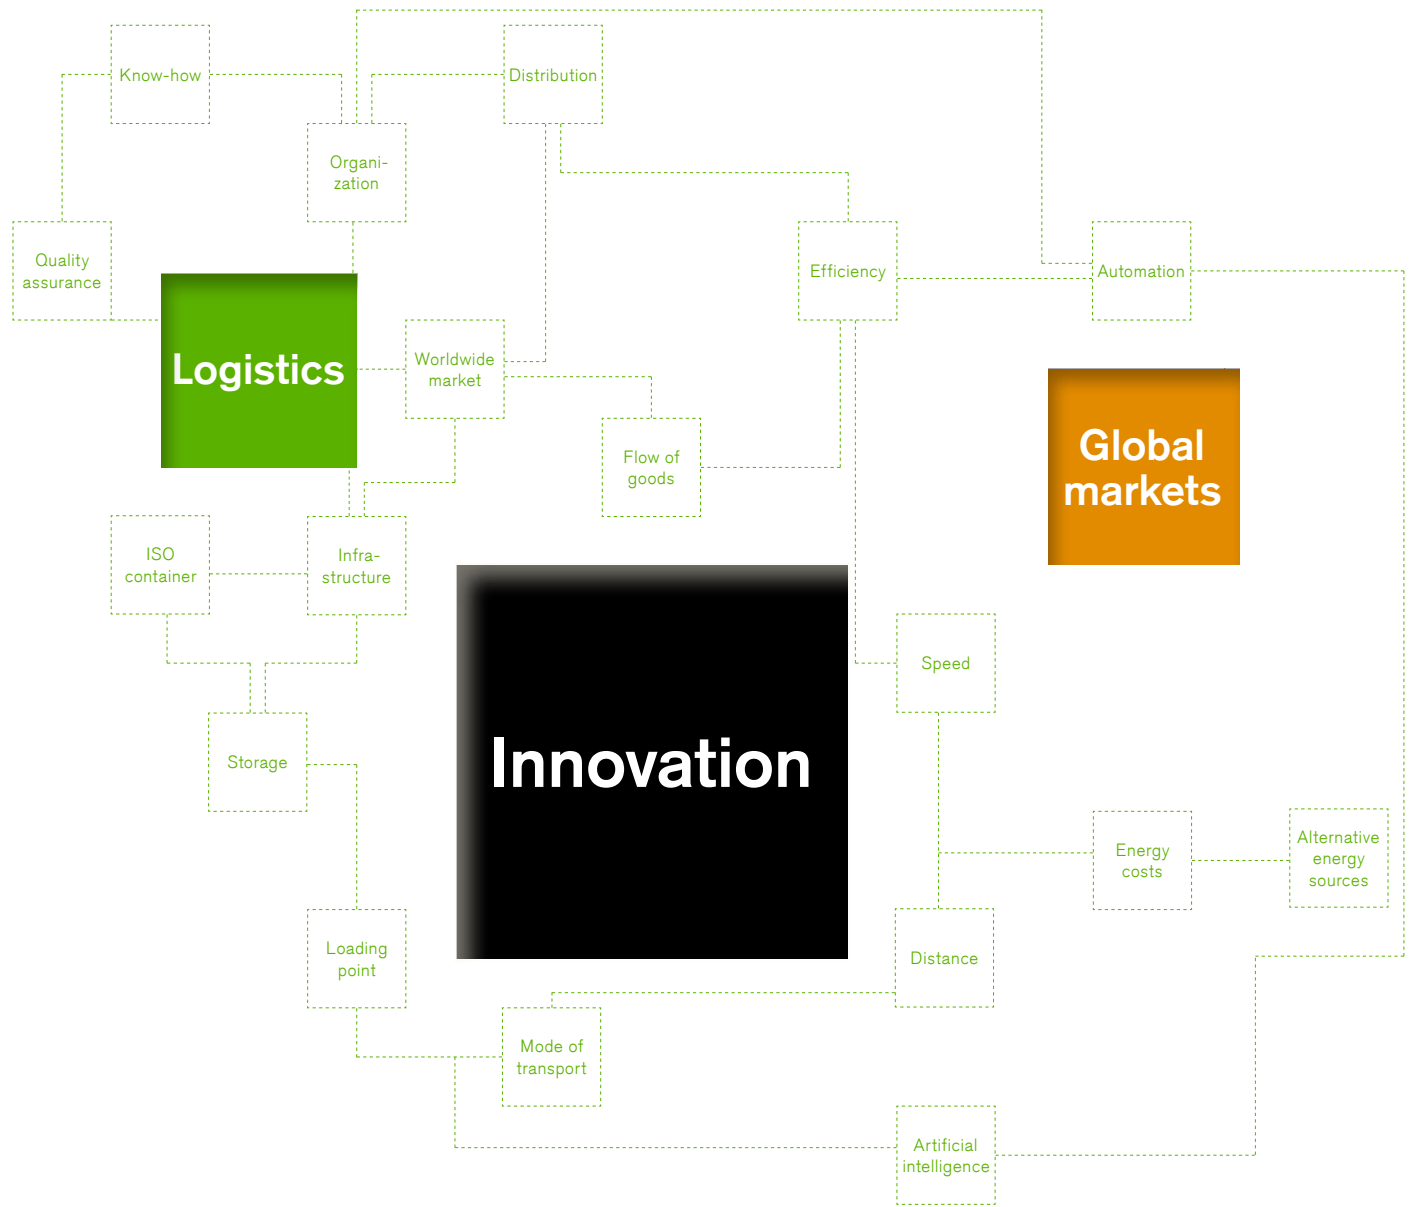 Know-how
Distribution
Organi-
zation
Quality
assurance
Efficiency
Automation
Logistics
Worldwide
market
Flow of
goods
Global
markets
ISO
container
Infra-
structure
Speed
Storage
Innovation
Energy
costs
Alternative
energy
sources
Loading
point
Distance
Mode of
transport
Artificial
intelligence